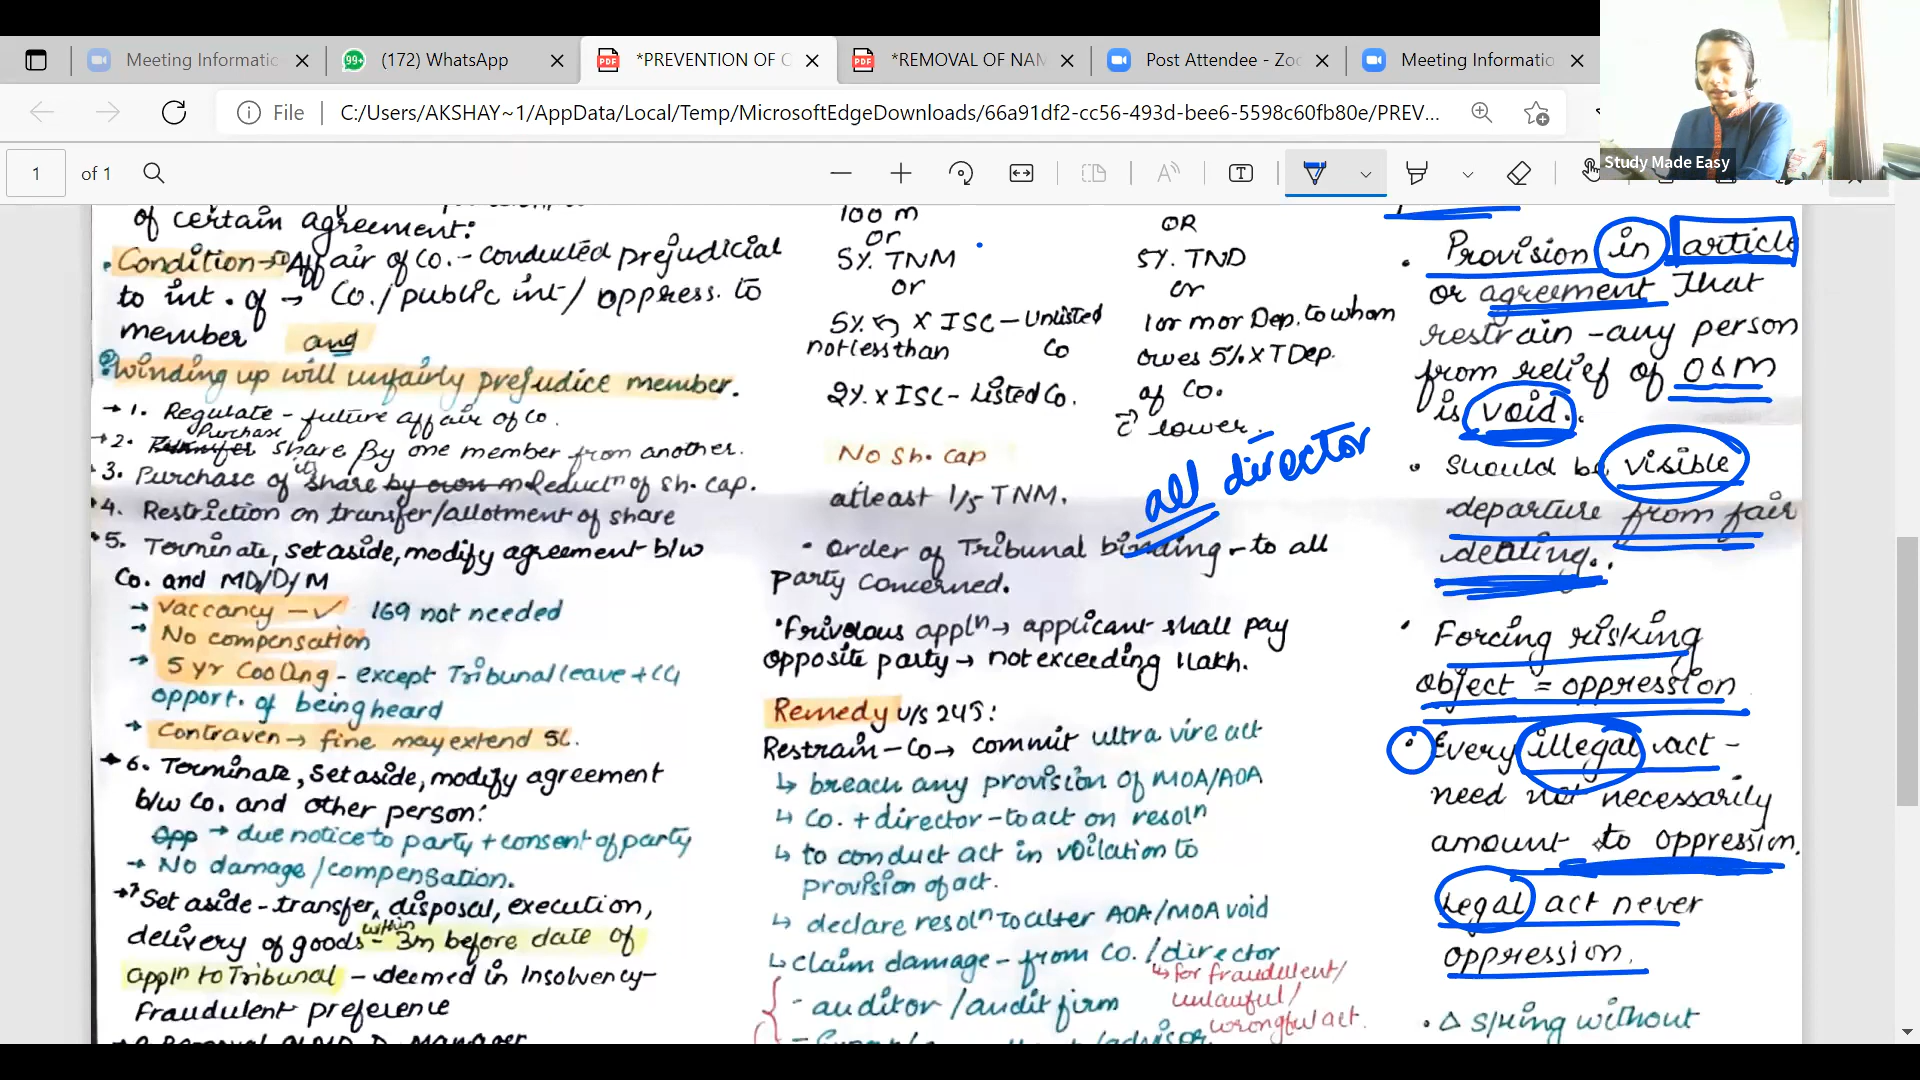 Meeting Informatic
(172) WhatsApp
*PREVENTION OF O
*REMOVAL OF NAM
Post Attendee - Zoo
Meeting Informatio
File
C:/Users/AKSHAY~1/AppData/Local/Temp/MicrosoftEdgeDownloads/66a91df2-cc56-493d-bee6-5598c60fb80e/PREV...
1 of 1
Study Made Easy
of certain agreement:
Condition → ① Affair of Co. - conducted prejudicial
to int. of → Co./ public int/ oppress. to
member and
② Winding up will unfairly prejudice member.
→ 1. Regulate - future affair of Co.
→ 2. Purchase share By one member from another.
3. Purchase of its share Reductn of sh. cap.
4. Restriction on transfer/allotment of share
5. Terminate, set aside, modify agreement b/w
Co. and MD/D/M
→ vaccancy - ✓ 169 not needed
→ No compensation
→ 5 yr Cooling - except Tribunal leave + CG
opport. of being heard
→ Contraven → fine may extend 5L.
→ 6. Terminate, Set aside, modify agreement
b/w Co. and other person:
→ due notice to party + consent of party
→ No damage/compensation.
→ 7 Set aside - transfer, disposal, execution,
delivery of goods - within 3m before date of
appln to Tribunal - deemed in Insolvency-
Fraudulent preference
100 m
or
5% TNM
or
5% X ISC - Unlisted
not less than Co
2% x ISC - Listed Co.
No sh. cap
atleast 1/5 TNM.
OR
5% TND
or
1 or mor Dep. to whom
owes 5% X T Dep.
of Co.
lower.
all director
• Order of Tribunal binding - to all
Party Concerned.
• Frivolous appln → applicant shall pay
opposite party → not exceeding 1 lakh.
Remedy u/s 245:
Restrain - Co → commit ultra vire act
↳ breach any provision of MOA/AOA
↳ Co. + director - to act on resoln
↳ to conduct act in voilation to
provision of act.
↳ declare resoln to alter AOA/MOA void
↳ claim damage - from Co. / director
↳ for fraudulent/
unlawful/
wrongful act.
- auditor / audit firm
• Provision in article
or agreement that
restrain - any person
from relief of O&M
is void.
• Should be visible
departure from fair
dealing.
• Forcing risking
object = oppression
• Every illegal act -
need not necessarily
amount to oppression.
Legal act never
oppression.
• Δ S/King without